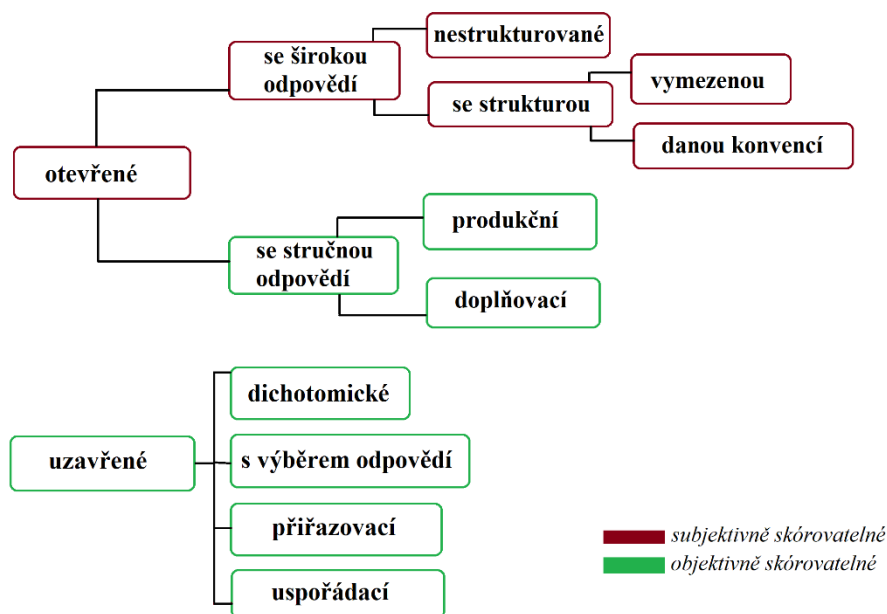 nestrukturované
se širokou
odpovědí
vymezenou
se strukturou
danou konvencí
otevřené
produkční
se stručnou
odpovědí
doplňovací
dichotomické
uzavřené
s výběrem odpovědí
přiřazovací
uspořádací
subjektivně skórovatelné
objektivně skórovatelné